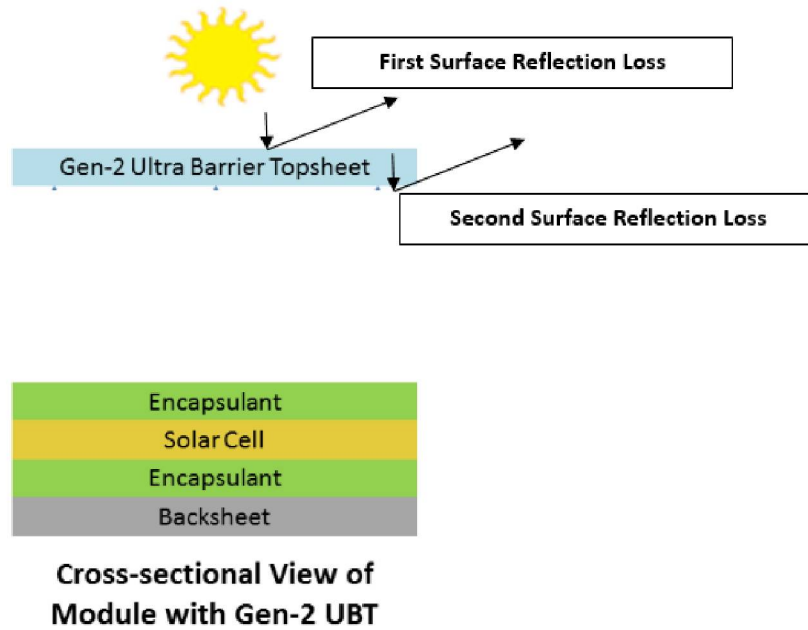 First Surface Reflection Loss
Gen-2 Ultra Barrier Topsheet
Second Surface Reflection Loss
Encapsulant
Solar Cell
Encapsulant
Backsheet
Cross-sectional View of
Module with Gen-2 UBT